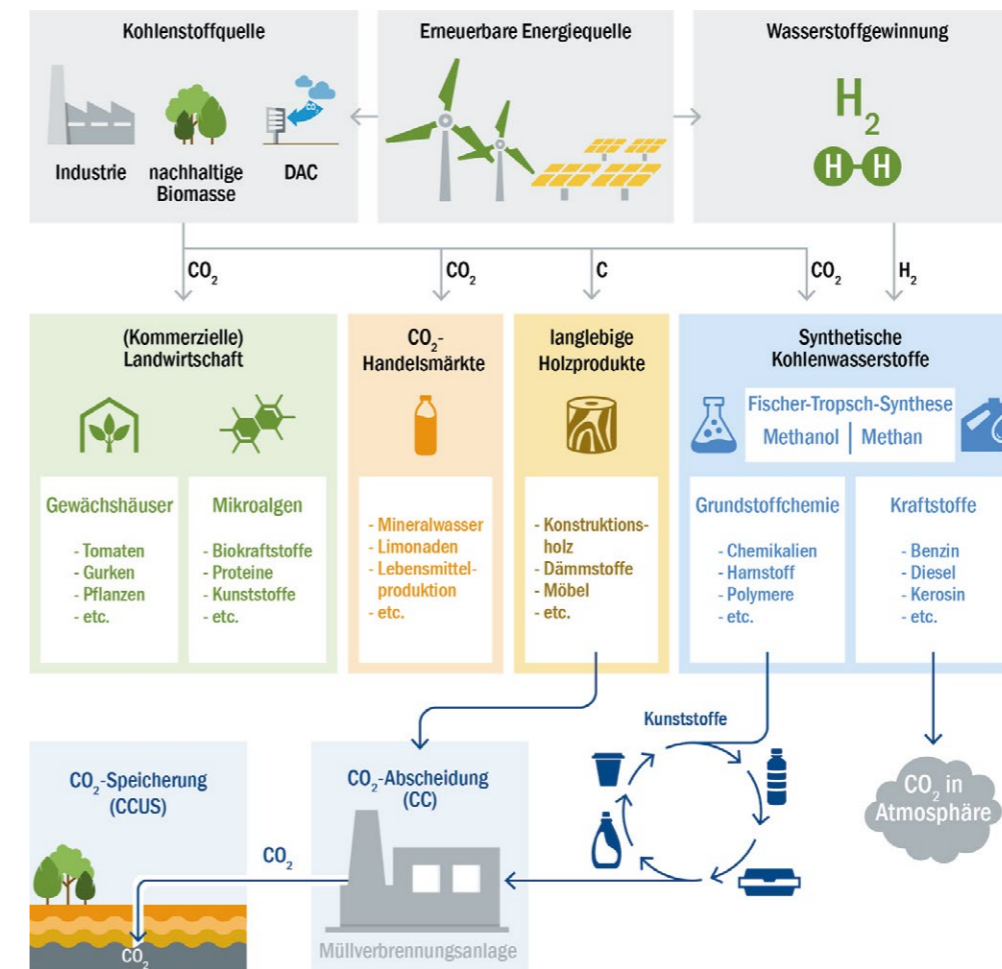 Kohlenstoffquelle
Erneuerbare Energiequelle
Wasserstoffgewinnung
CO₂
H₂
H-H
Industrie
nachhaltige
Biomasse
DAC
CO₂
CO₂
C
CO₂
H₂
(Kommerzielle)
Landwirtschaft
CO₂-
Handelsmärkte
langlebige
Holzprodukte
Synthetische
Kohlenwasserstoffe
Fischer-Tropsch-Synthese
Methanol | Methan
Gewächshäuser
- Tomaten
- Gurken
- Pflanzen
- etc.
Mikroalgen
- Biokraftstoffe
- Proteine
- Kunststoffe
- etc.
- Mineralwasser
- Limonaden
- Lebensmittel-
produktion
- etc.
- Konstruktions-
holz
- Dämmstoffe
- Möbel
- etc.
Grundstoffchemie
- Chemikalien
- Harnstoff
- Polymere
- etc.
Kraftstoffe
- Benzin
- Diesel
- Kerosin
- etc.
Kunststoffe
CO₂-Speicherung
(CCUS)
CO₂-Abscheidung
(CC)
CO₂ in
Atmosphäre
CO₂
CO₂
Müllverbrennungsanlage